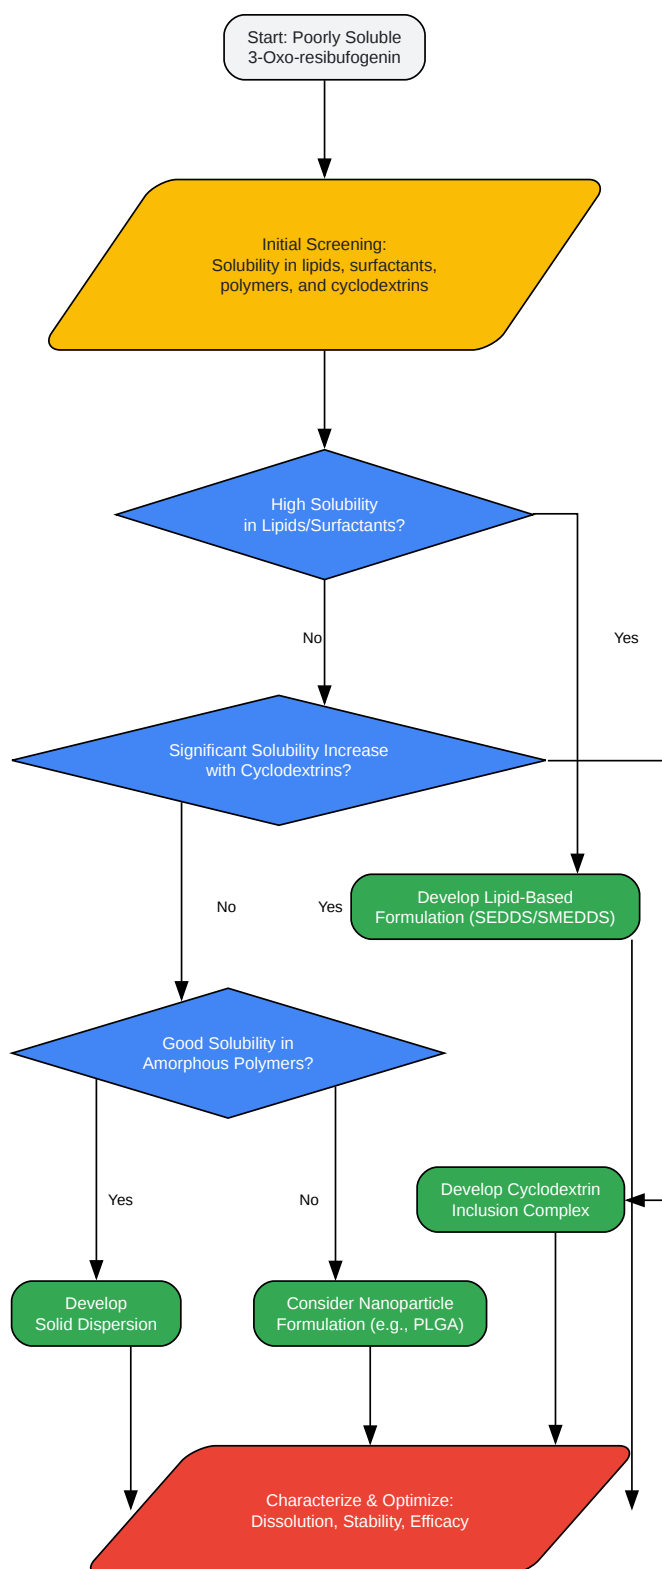 Start: Poorly Soluble
3-Oxo-resibufogenin
Initial Screening:
Solubility in lipids, surfactants,
polymers, and cyclodextrins
High Solubility
in Lipids/Surfactants?
No
Yes
Significant Solubility Increase
with Cyclodextrins?
No
Yes
Develop Lipid-Based
Formulation (SEDDS/SMEDDS)
Good Solubility in
Amorphous Polymers?
Yes
No
Develop Cyclodextrin
Inclusion Complex
Develop
Solid Dispersion
Consider Nanoparticle
Formulation (e.g., PLGA)
Characterize & Optimize:
Dissolution, Stability, Efficacy